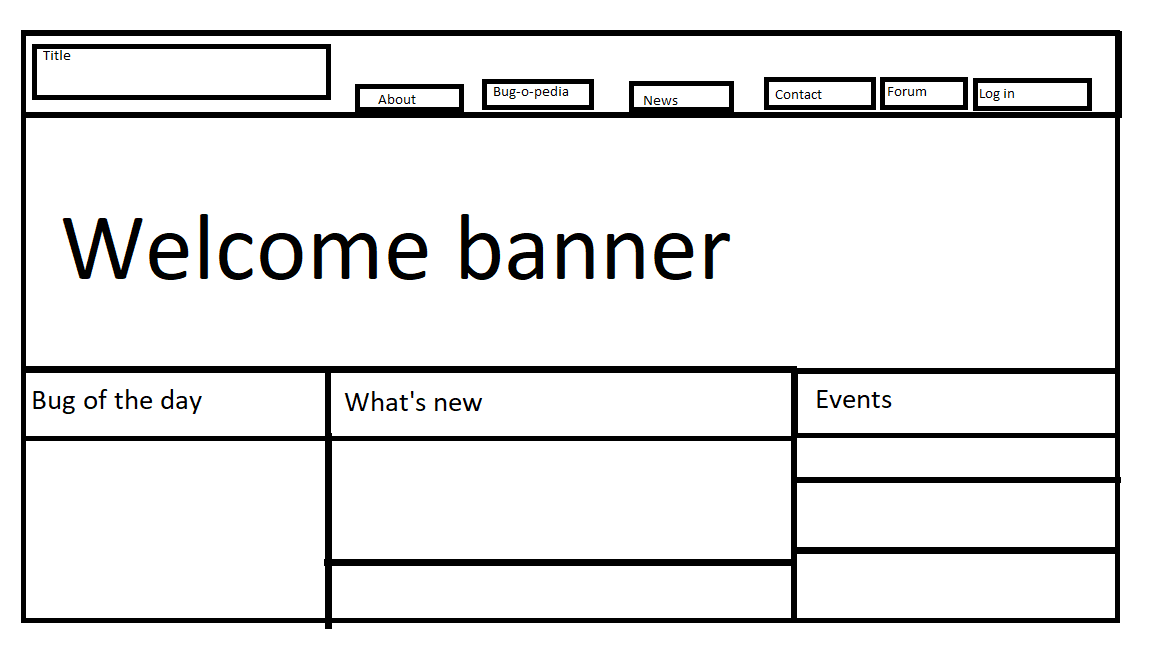 Title
About
Bug-o-pedia
News
Contact
Forum
Log in
Welcome banner
Bug of the day
What's new
Events